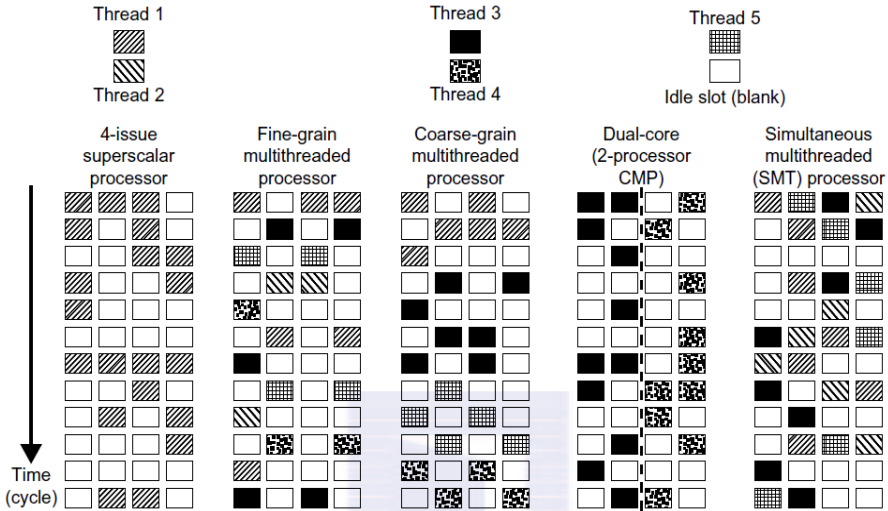 Thread 1
Thread 3
Thread 5
Thread 2
Thread 4
Idle slot (blank)
4-issue
superscalar
processor
Fine-grain
multithreaded
processor
Coarse-grain
multithreaded
processor
Dual-core
(2-processor
CMP)
Simultaneous
multithreaded
(SMT) processor
Time
(cycle)